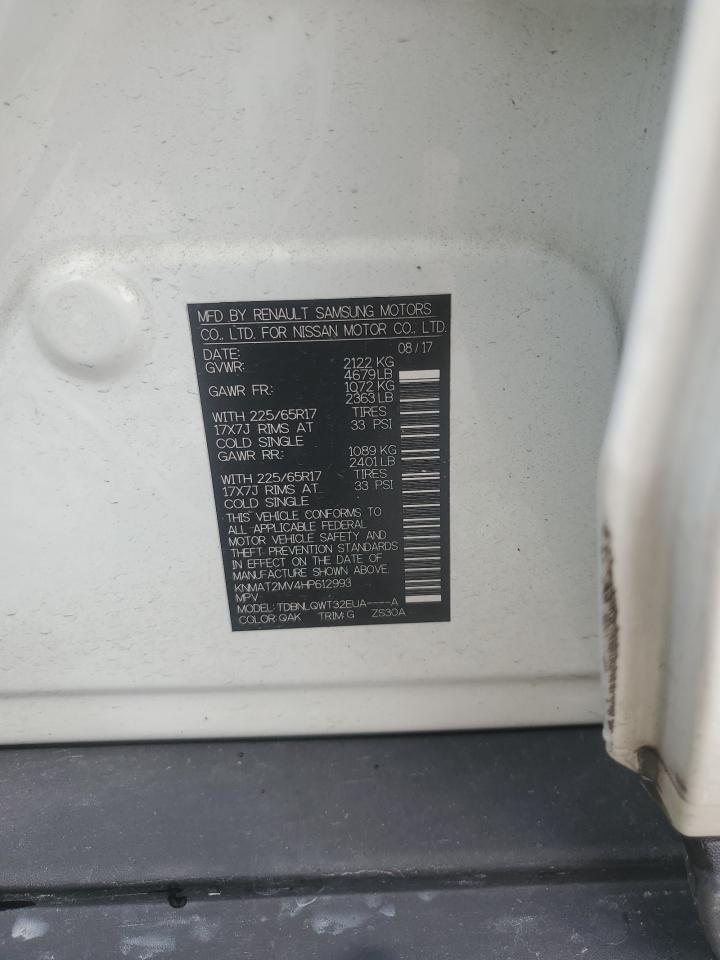 MFD BY RENAULT SAMSUNG MOTORS
CO., LTD. FOR NISSAN MOTOR CO., LTD.
DATE: 08/17
GVWR: 2122 KG
4679 LB
GAWR FR: 1072 KG
2363 LB
WITH 225/65R17 TIRES
17X7J RIMS AT 33 PSI
COLD SINGLE
GAWR RR: 1089 KG
2401 LB
WITH 225/65R17 TIRES
17X7J RIMS AT 33 PSI
COLD SINGLE
THIS VEHICLE CONFORMS TO
ALL APPLICABLE FEDERAL
MOTOR VEHICLE SAFETY AND
THEFT PREVENTION STANDARDS
IN EFFECT ON THE DATE OF
MANUFACTURE SHOWN ABOVE.
KNMAT2MV4HP612993
MPV
MODEL: TDBNLQWT32EUA----A
COLOR: QAK TRIM: G ZS30A